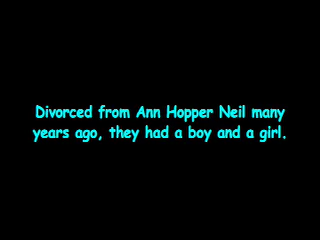 Divorced from Ann Hopper Neil many
years ago, they had a boy and a girl.